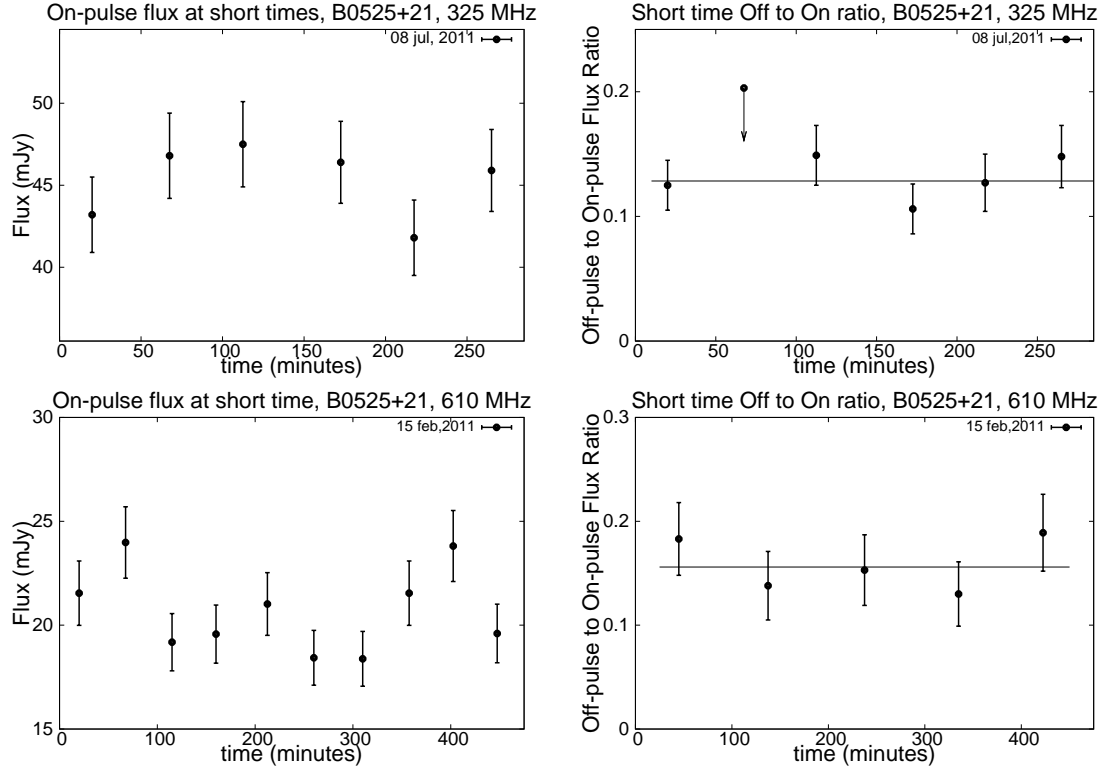 On-pulse flux at short times, B0525+21, 325 MHz
08 jul, 2011
Flux (mJy)
50
45
40
0 50 100 150 200 250
time (minutes)
Short time Off to On ratio, B0525+21, 325 MHz
08 jul,2011
Off-pulse to On-pulse Flux Ratio
0.2
0.1
0
0 50 100 150 200 250
time (minutes)
On-pulse flux at short time, B0525+21, 610 MHz
15 feb,2011
Flux (mJy)
30
25
20
15
0 100 200 300 400
time (minutes)
Short time Off to On ratio, B0525+21, 610 MHz
15 feb,2011
Off-pulse to On-pulse Flux Ratio
0.3
0.2
0.1
0
0 100 200 300 400
time (minutes)